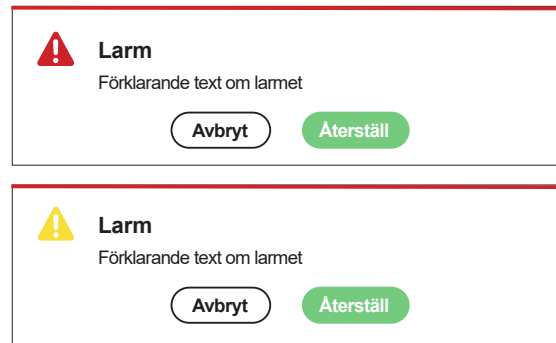 Larm
Förklarande text om larmet
Avbryt Återställ
Larm
Förklarande text om larmet
Avbryt Återställ